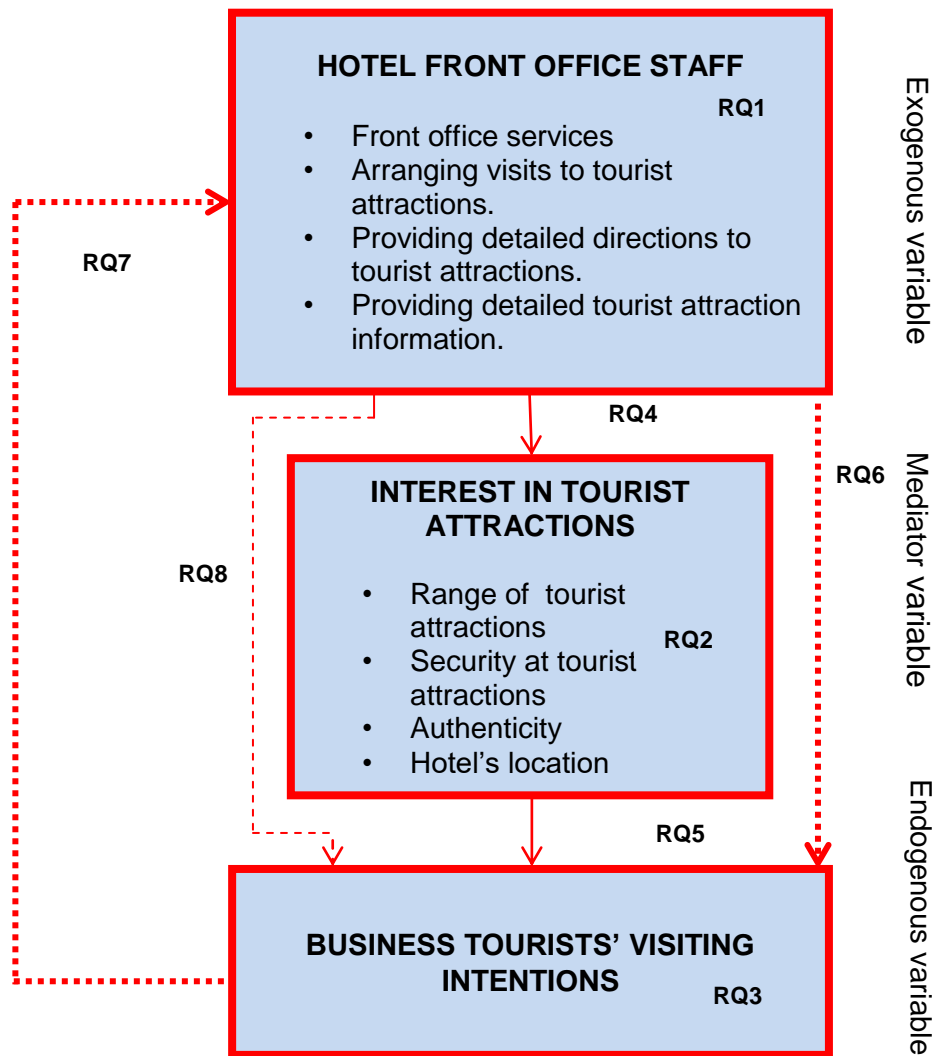 HOTEL FRONT OFFICE STAFF
RQ1
• Front office services
• Arranging visits to tourist
attractions.
• Providing detailed directions to
tourist attractions.
• Providing detailed tourist attraction
information.
Exogenous variable
RQ7
RQ4
INTEREST IN TOURIST
ATTRACTIONS
RQ6
Mediator variable
RQ8
• Range of tourist
attractions
RQ2
• Security at tourist
attractions
• Authenticity
• Hotel's location
RQ5
BUSINESS TOURISTS' VISITING
INTENTIONS
RQ3
Endogenous variable